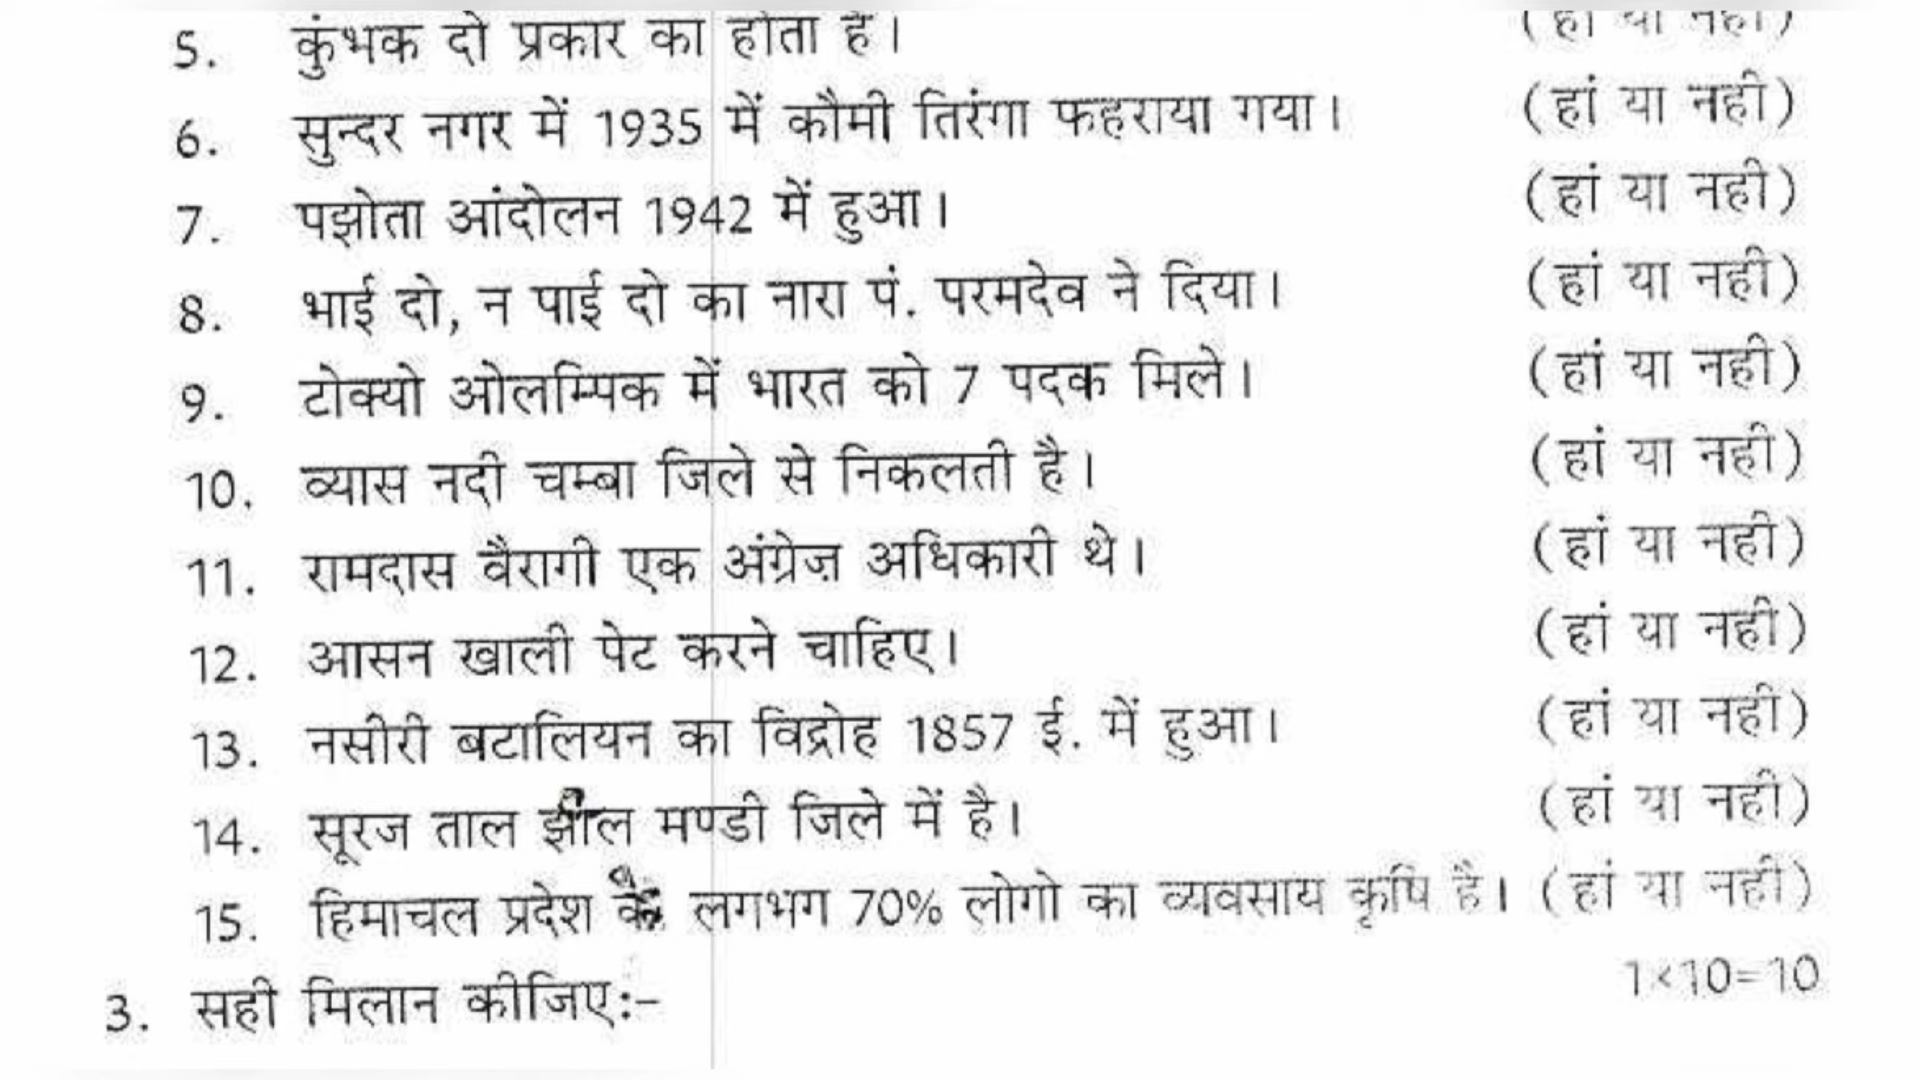 5. कुंभक दो प्रकार का होता है। (हां या नही)
6. सुन्दर नगर में 1935 में कौमी तिरंगा फहराया गया। (हां या नही)
7. पझोता आंदोलन 1942 में हुआ। (हां या नही)
8. भाई दो, न पाई दो का नारा पं. परमदेव ने दिया। (हां या नही)
9. टोक्यो ओलम्पिक में भारत को 7 पदक मिले। (हां या नही)
10. व्यास नदी चम्बा जिले से निकलती है। (हां या नही)
11. रामदास वैरागी एक अंग्रेज़ अधिकारी थे। (हां या नही)
12. आसन खाली पेट करने चाहिए। (हां या नही)
13. नसीरी बटालियन का विद्रोह 1857 ई. में हुआ। (हां या नही)
14. सूरज ताल झील मण्डी जिले में है। (हां या नही)
15. हिमाचल प्रदेश के लगभग 70% लोगो का व्यवसाय कृषि है। (हां या नही)
1×10=10
3. सही मिलान कीजिए:–